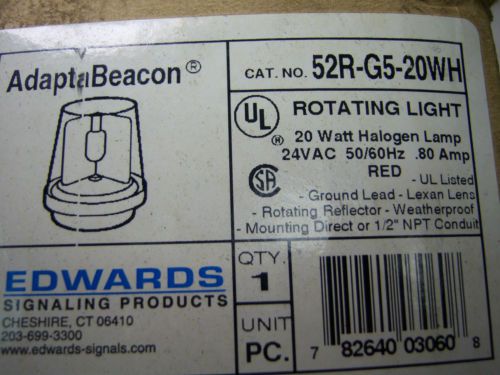 AdaptaBeacon®
CAT. NO. 52R-G5-20WH
UL ®
ROTATING LIGHT
20 Watt Halogen Lamp
24VAC 50/60Hz .80 Amp
RED
SA
- UL Listed
- Ground Lead - Lexan Lens
- Rotating Reflector - Weatherproof
- Mounting Direct or 1/2" NPT Conduit
EDWARDS
SIGNALING PRODUCTS
CHESHIRE, CT 06410
203-699-3300
www.edwards-signals.com
QTY.
1
UNIT
PC.
7 82640 03060 8